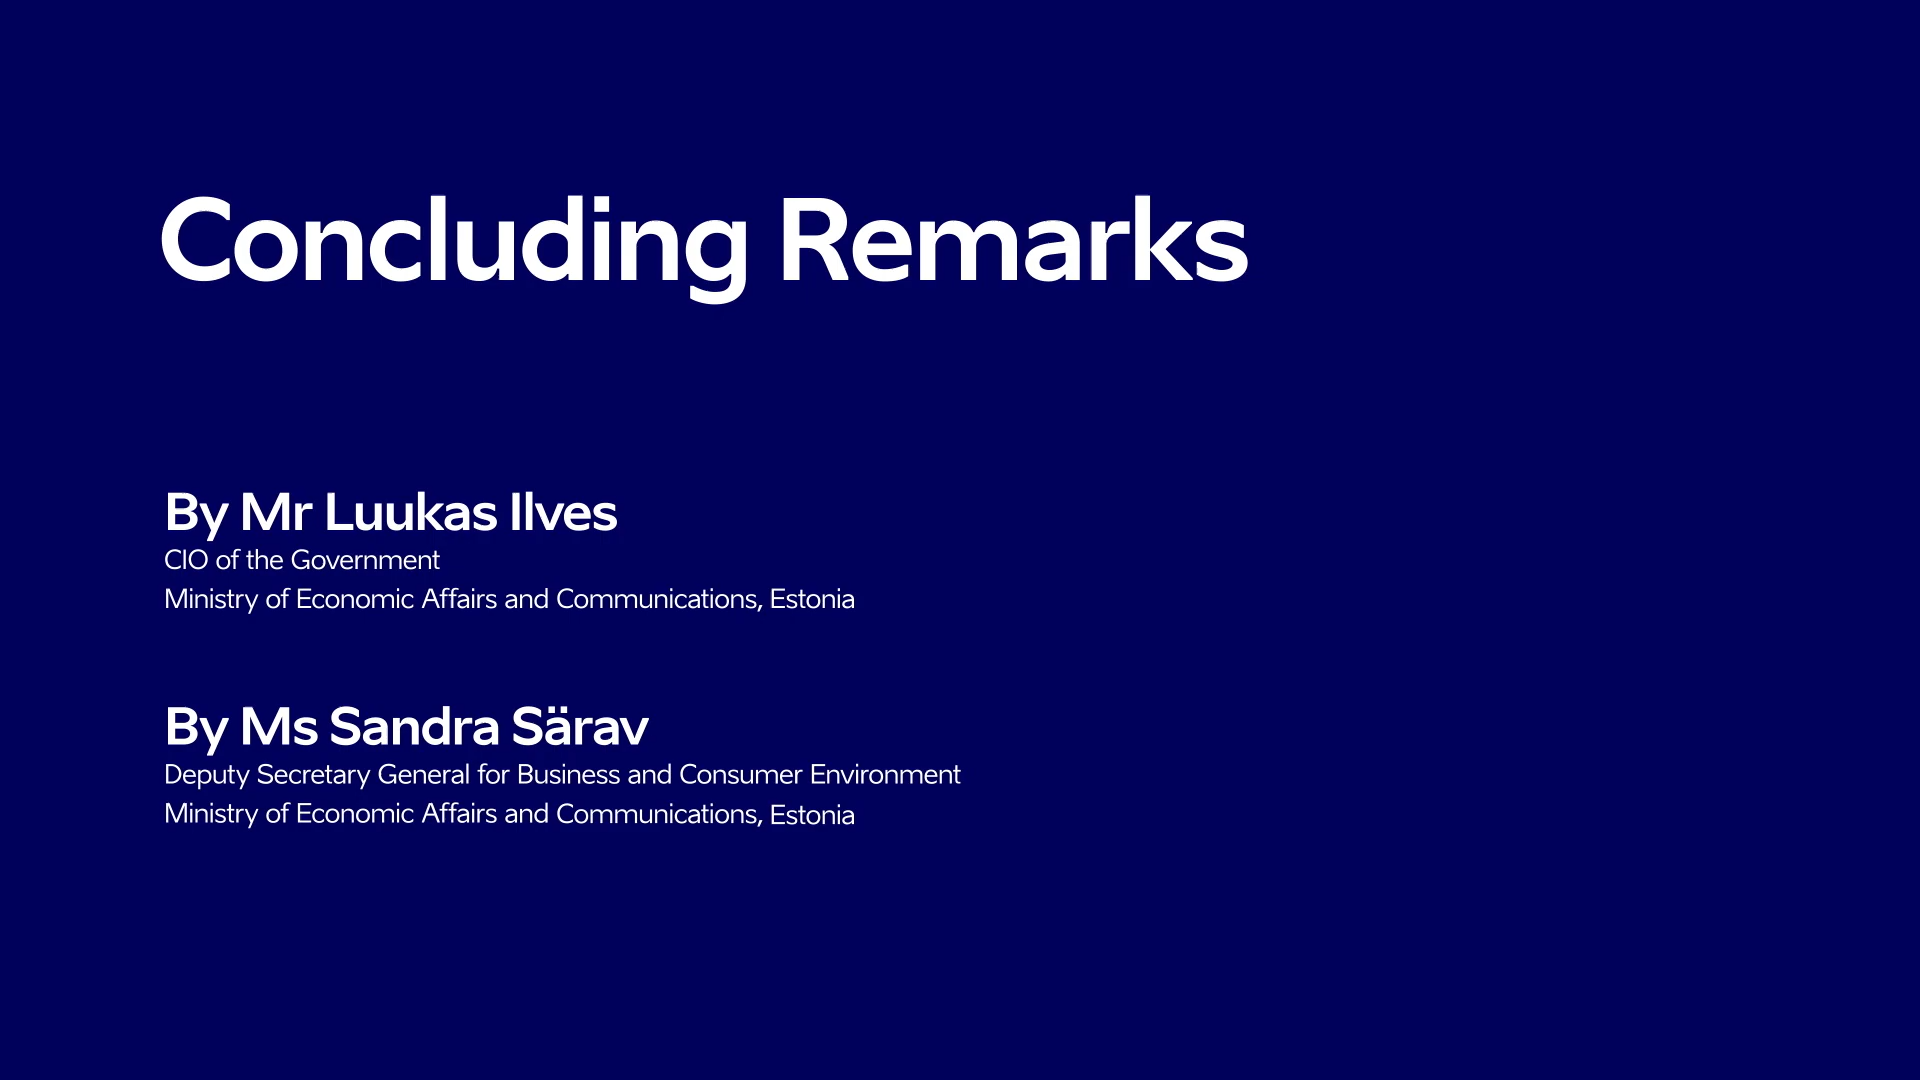 Concluding Remarks
By Mr Luukas Ilves
CIO of the Government
Ministry of Economic Affairs and Communications, Estonia
By Ms Sandra Särav
Deputy Secretary General for Business and Consumer Environment
Ministry of Economic Affairs and Communications, Estonia